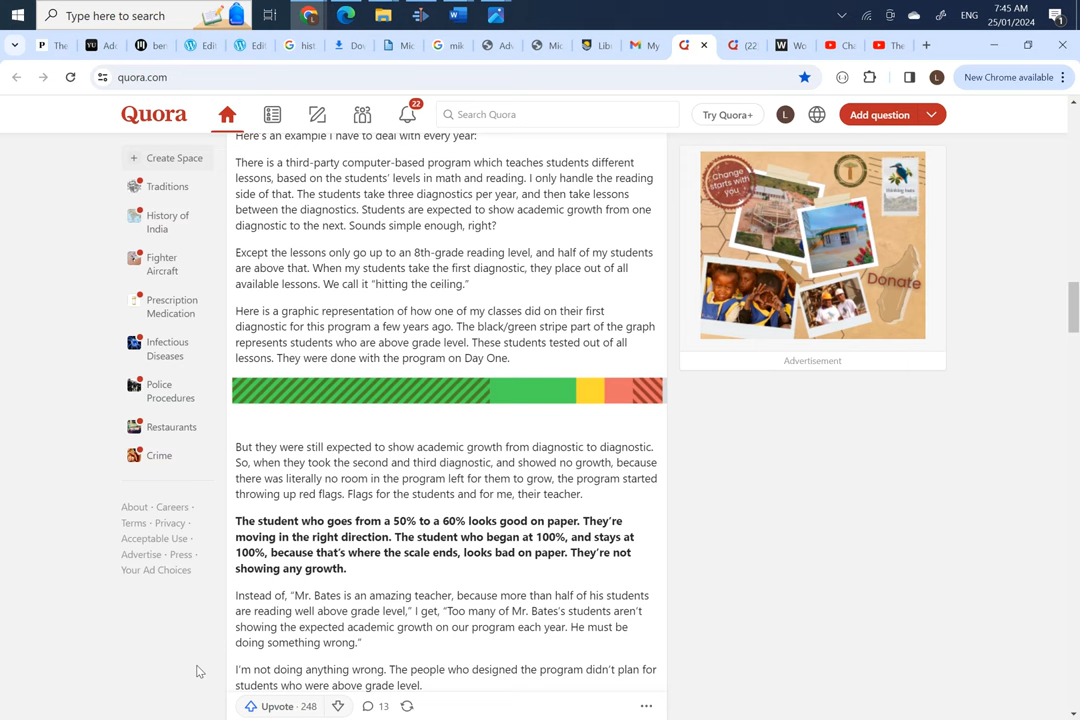 Type here to search
ENG
7:45 AM
25/01/2024
1
The
Adc
ber
Edit
Edit
hist
Dov
Mic
mik
Adv
Mic
Lib
My
(22
Wo
Ch
The
quora.com
New Chrome available
Quora
22
Search Quora
Try Quora+
L
Add question
Here's an example I have to deal with every year:
Create Space
Traditions
History of
India
Fighter
Aircraft
Prescription
Medication
Infectious
Diseases
Police
Procedures
Restaurants
Crime
About · Careers ·
Terms · Privacy ·
Acceptable Use ·
Advertise · Press ·
Your Ad Choices
There is a third-party computer-based program which teaches students different
lessons, based on the students' levels in math and reading. I only handle the reading
side of that. The students take three diagnostics per year, and then take lessons
between the diagnostics. Students are expected to show academic growth from one
diagnostic to the next. Sounds simple enough, right?
Except the lessons only go up to an 8th-grade reading level, and half of my students
are above that. When my students take the first diagnostic, they place out of all
available lessons. We call it “hitting the ceiling.”
Here is a graphic representation of how one of my classes did on their first
diagnostic for this program a few years ago. The black/green stripe part of the graph
represents students who are above grade level. These students tested out of all
lessons. They were done with the program on Day One.
But they were still expected to show academic growth from diagnostic to diagnostic.
So, when they took the second and third diagnostic, and showed no growth, because
there was literally no room in the program left for them to grow, the program started
throwing up red flags. Flags for the students and for me, their teacher.
The student who goes from a 50% to a 60% looks good on paper. They’re
moving in the right direction. The student who began at 100%, and stays at
100%, because that’s where the scale ends, looks bad on paper. They’re not
showing any growth.
Instead of, “Mr. Bates is an amazing teacher, because more than half of his students
are reading well above grade level,” I get, “Too many of Mr. Bates’s students aren’t
showing the expected academic growth on our program each year. He must be
doing something wrong.”
I’m not doing anything wrong. The people who designed the program didn’t plan for
students who were above grade level.
Upvote · 248
13
Change
starts with
you
Donate
Advertisement